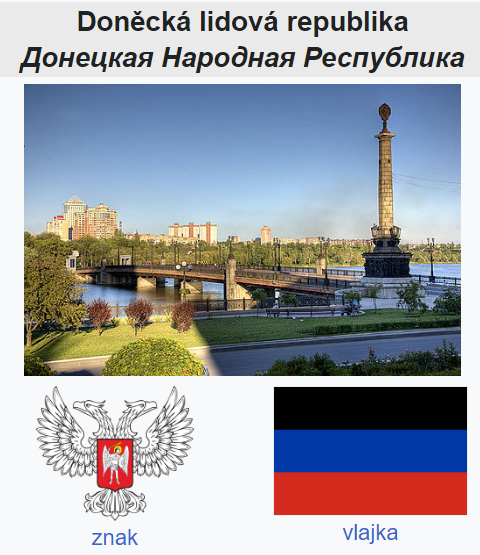 Doněcká lidová republika
Донецкая Народная Республика
znak
vlajka